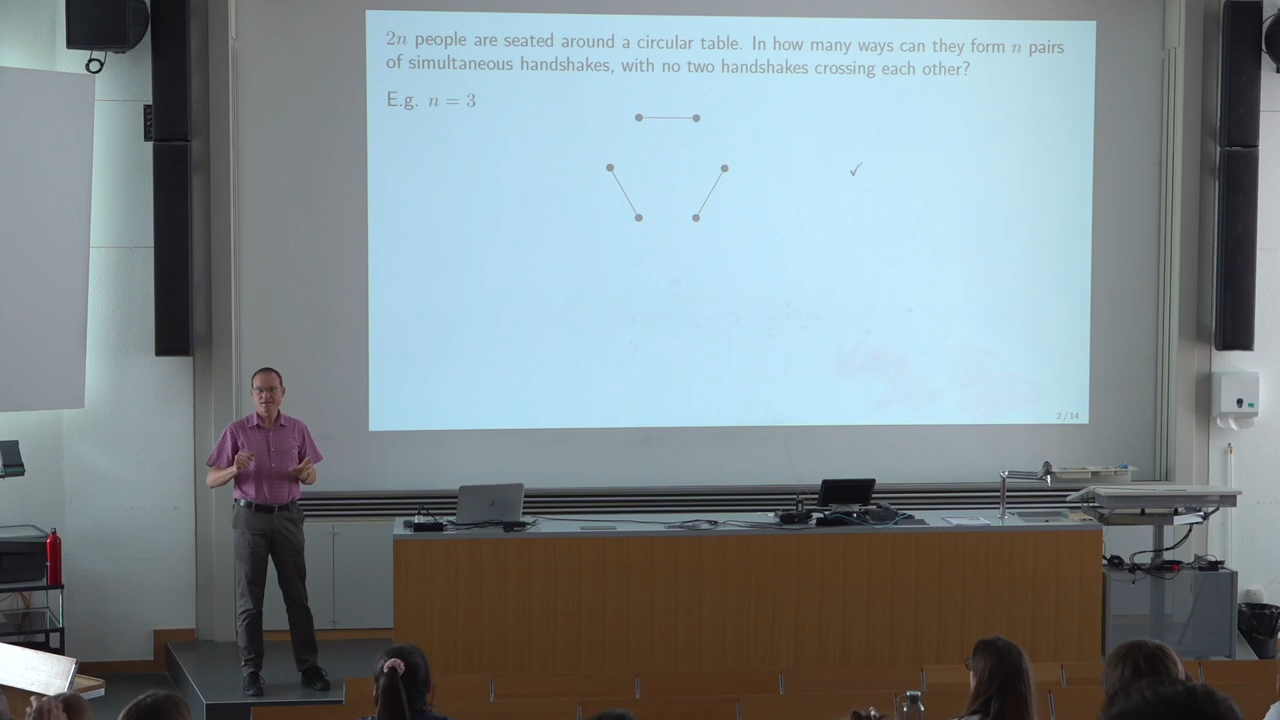 2n people are seated around a circular table. In how many ways can they form n pairs
of simultaneous handshakes, with no two handshakes crossing each other?
E.g. n = 3
✓
2 / 14